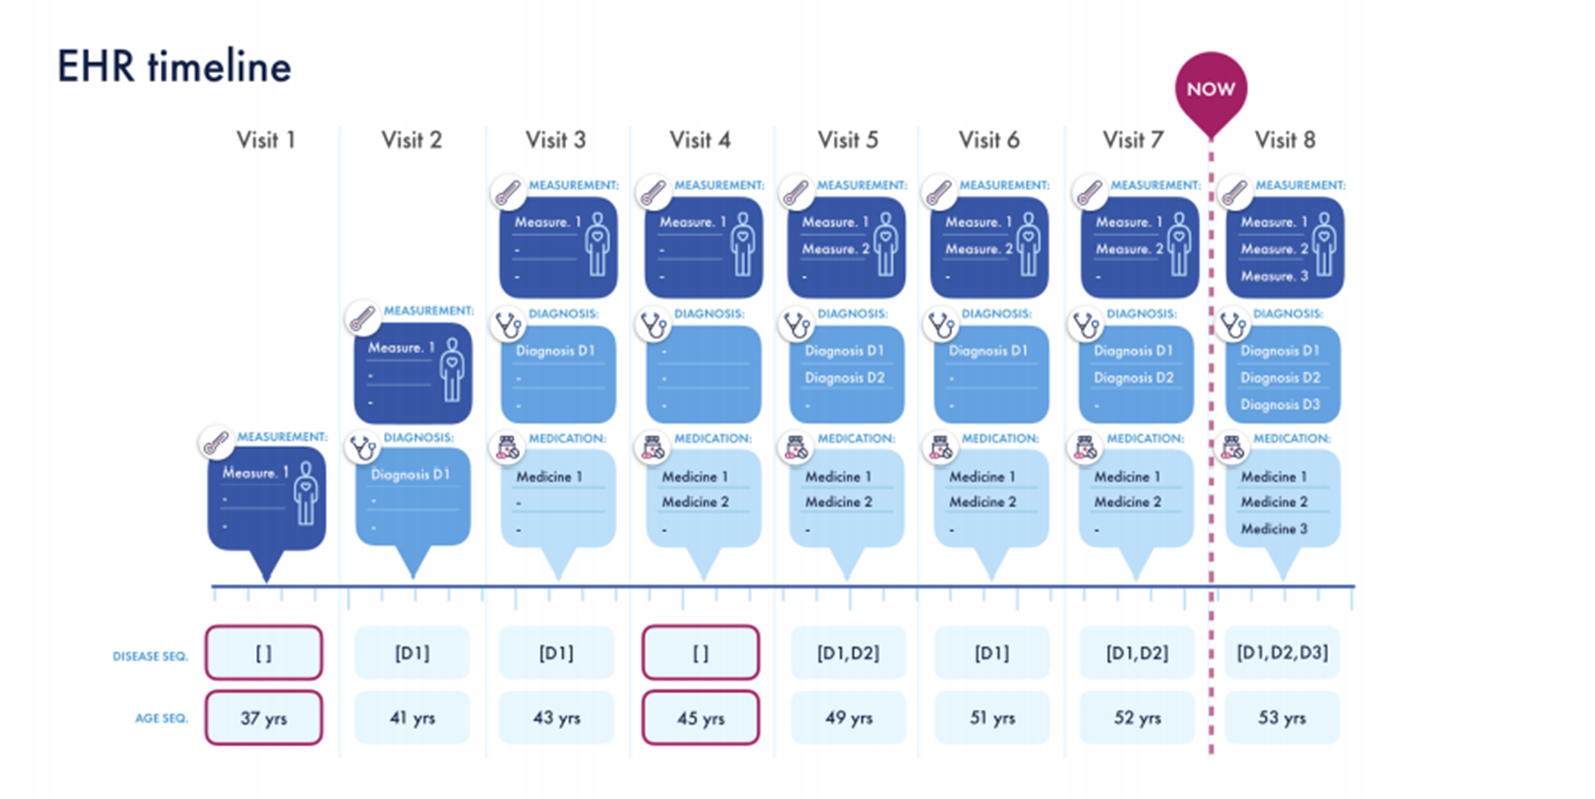 EHR timeline
NOW
Visit 1
Visit 2
Visit 3
Visit 4
Visit 5
Visit 6
Visit 7
Visit 8
MEASUREMENT:
Measure. 1
-
-
MEASUREMENT:
Measure. 1
-
-
DIAGNOSIS:
Diagnosis D1
-
-
MEASUREMENT:
Measure. 1
-
-
DIAGNOSIS:
Diagnosis D1
-
-
MEDICATION:
Medicine 1
-
-
MEASUREMENT:
Measure. 1
-
-
DIAGNOSIS:
-
-
-
MEDICATION:
Medicine 1
Medicine 2
-
MEASUREMENT:
Measure. 1
Measure. 2
-
DIAGNOSIS:
Diagnosis D1
Diagnosis D2
-
MEDICATION:
Medicine 1
Medicine 2
-
MEASUREMENT:
Measure. 1
Measure. 2
-
DIAGNOSIS:
Diagnosis D1
-
-
MEDICATION:
Medicine 1
Medicine 2
-
MEASUREMENT:
Measure. 1
Measure. 2
-
DIAGNOSIS:
Diagnosis D1
Diagnosis D2
-
MEDICATION:
Medicine 1
Medicine 2
-
MEASUREMENT:
Measure. 1
Measure. 2
Measure. 3
DIAGNOSIS:
Diagnosis D1
Diagnosis D2
Diagnosis D3
MEDICATION:
Medicine 1
Medicine 2
Medicine 3
DISEASE SEQ. [ ] [D1] [D1] [ ] [D1,D2] [D1] [D1,D2] [D1,D2,D3]
AGE SEQ. 37 yrs 41 yrs 43 yrs 45 yrs 49 yrs 51 yrs 52 yrs 53 yrs